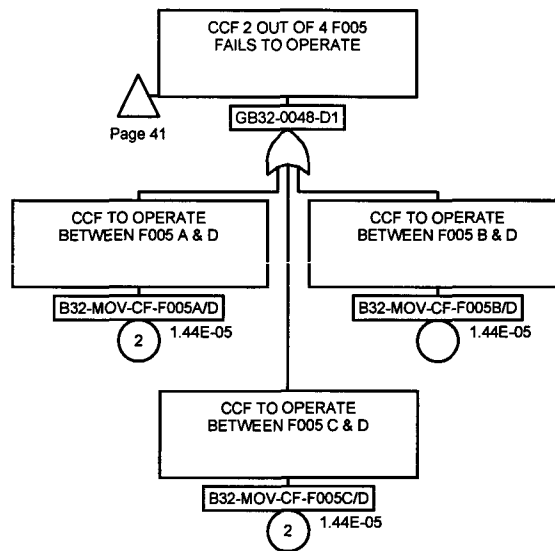 CCF 2 OUT OF 4 F005
FAILS TO OPERATE
Page 41
GB32-0048-D1
CCF TO OPERATE
BETWEEN F005 A & D
B32-MOV-CF-F005A/D
2
1.44E-05
CCF TO OPERATE
BETWEEN F005 B & D
B32-MOV-CF-F005B/D
1.44E-05
CCF TO OPERATE
BETWEEN F005 C & D
B32-MOV-CF-F005C/D
2
1.44E-05